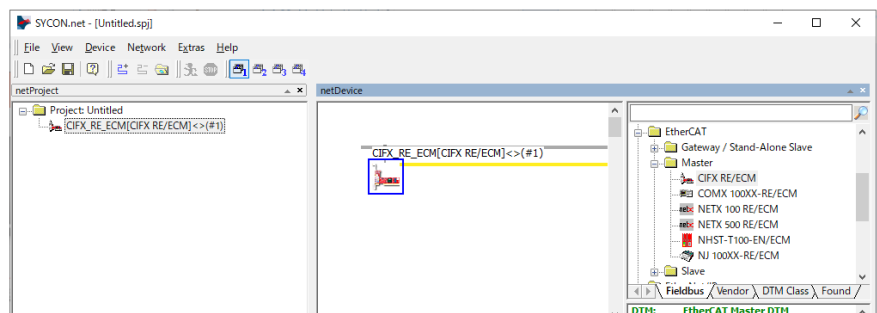 SYCON.net - [Untitled.spj]
File View Device Network Extras Help
netProject
netDevice
Project: Untitled
CIFX_RE_ECM[CIFX RE/ECM]<>(#1)
CIFX_RE_ECM[CIFX RE/ECM]<>(#1)
EtherCAT
Gateway / Stand-Alone Slave
Master
CIFX RE/ECM
COMX 100XX-RE/ECM
NETX 100 RE/ECM
NETX 500 RE/ECM
NHST-T100-EN/ECM
NJ 100XX-RE/ECM
Slave
Fieldbus Vendor DTM Class Found
DTM: EtherCAT Master DTM